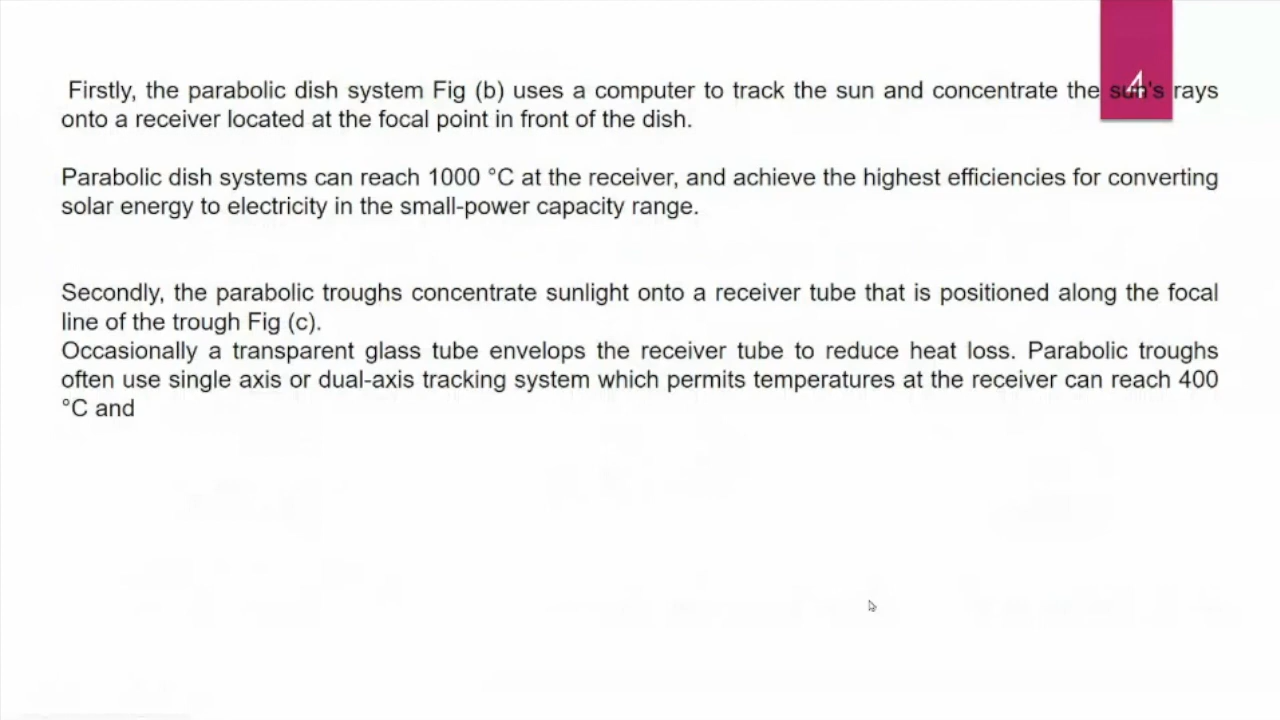 4
Firstly, the parabolic dish system Fig (b) uses a computer to track the sun and concentrate the sun's rays
onto a receiver located at the focal point in front of the dish.
Parabolic dish systems can reach 1000 °C at the receiver, and achieve the highest efficiencies for converting
solar energy to electricity in the small-power capacity range.
Secondly, the parabolic troughs concentrate sunlight onto a receiver tube that is positioned along the focal
line of the trough Fig (c).
Occasionally a transparent glass tube envelops the receiver tube to reduce heat loss. Parabolic troughs
often use single axis or dual-axis tracking system which permits temperatures at the receiver can reach 400
°C and